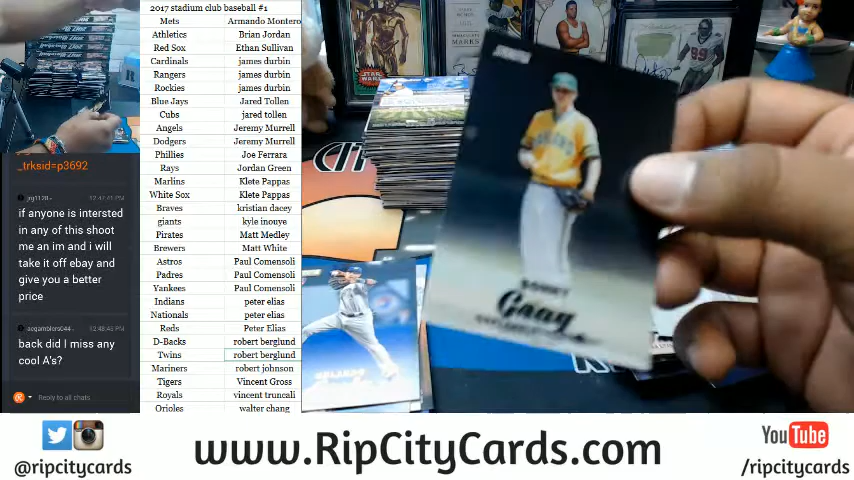 2017 stadium club baseball #1
Mets Armando Montero
Athletics Brian Jordan
Red Sox Ethan Sullivan
Cardinals james durbin
Rangers james durbin
Rockies james durbin
Blue Jays Jared Tollen
Cubs jared tollen
Angels Jeremy Murrell
Dodgers Jeremy Murrell
Phillies Joe Ferrara
Rays Jordan Green
Marlins Klete Pappas
White Sox Klete Pappas
Braves kristian dacey
giants kyle inouye
Pirates Matt Medley
Brewers Matt White
Astros Paul Comensoli
Padres Paul Comensoli
Yankees Paul Comensoli
Indians peter elias
Nationals peter elias
Reds Peter Elias
D-Backs robert berglund
Twins robert berglund
Mariners robert johnson
Tigers Vincent Gross
Royals vincent truncali
Orioles walter chang
_trksid=p3692
if anyone is intersted
in any of this shoot
me an im and i will
take it off ebay and
give you a better
price
back did I miss any
cool A's?
Reply to all chats
STAR WARS
MARKS
99
SONNY
Gray
ORLANDO
www.RipCityCards.com
@ripcitycards
YouTube
/ripcitycards